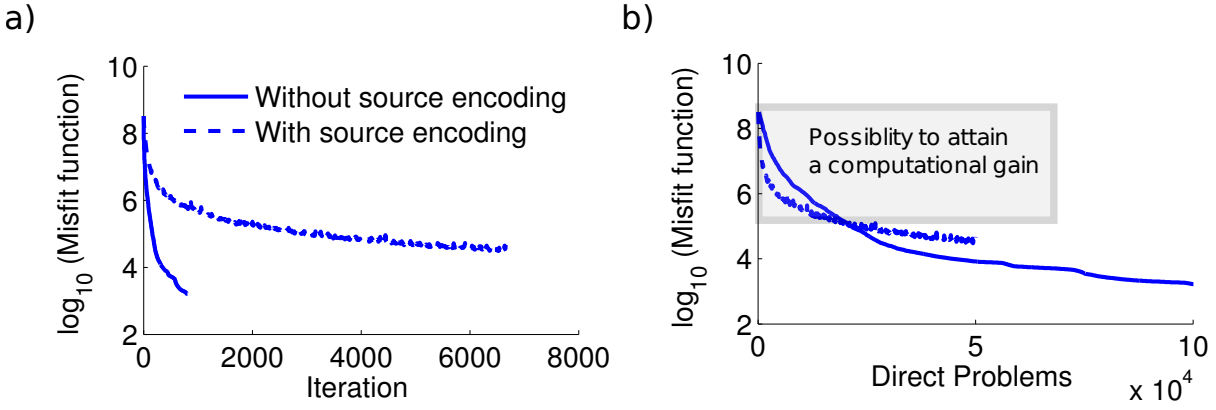 a)
log10 (Misfit function)
10
8
6
4
2
Without source encoding
With source encoding
0
2000
4000
6000
8000
Iteration
b)
log10 (Misfit function)
10
8
6
4
2
Possiblity to attain
a computational gain
0
5
10
Direct Problems
x 10^4